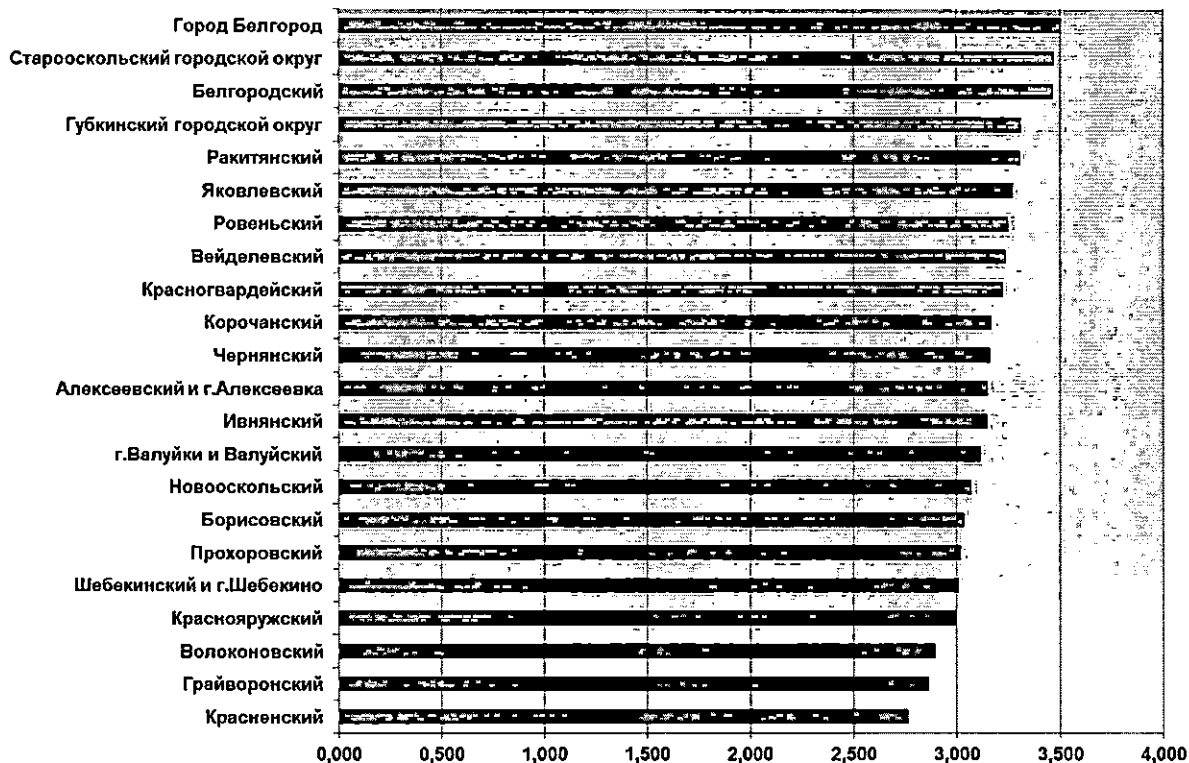 Город Белгород
Старооскольский городской округ
Белгородский
Губкинский городской округ
Ракитянский
Яковлевский
Ровеньский
Вейделевский
Красногвардейский
Корочанский
Чернянский
Алексеевский и г.Алексеевка
Ивнянский
г.Валуйки и Валуйский
Новооскольский
Борисовский
Прохоровский
Шебекинский и г.Шебекино
Краснояружский
Волоконовский
Грайворонский
Красненский
0,000 0,500 1,000 1,500 2,000 2,500 3,000 3,500 4,000